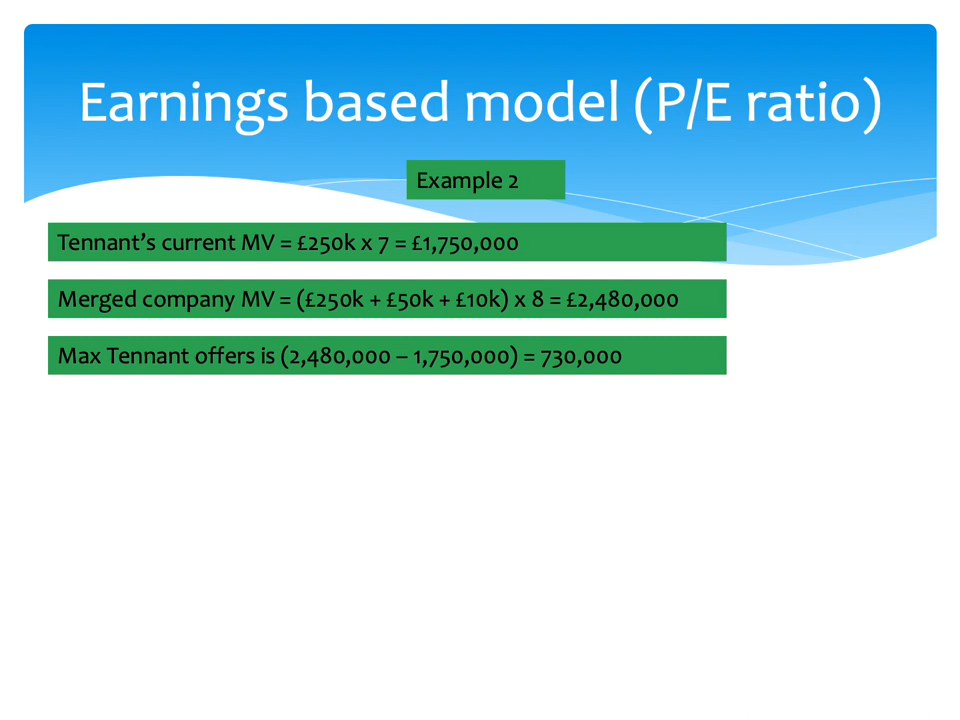 Earnings based model (P/E ratio)
Example 2
Tennant’s current MV = £250k x 7 = £1,750,000
Merged company MV = (£250k + £50k + £10k) x 8 = £2,480,000
Max Tennant offers is (2,480,000 – 1,750,000) = 730,000